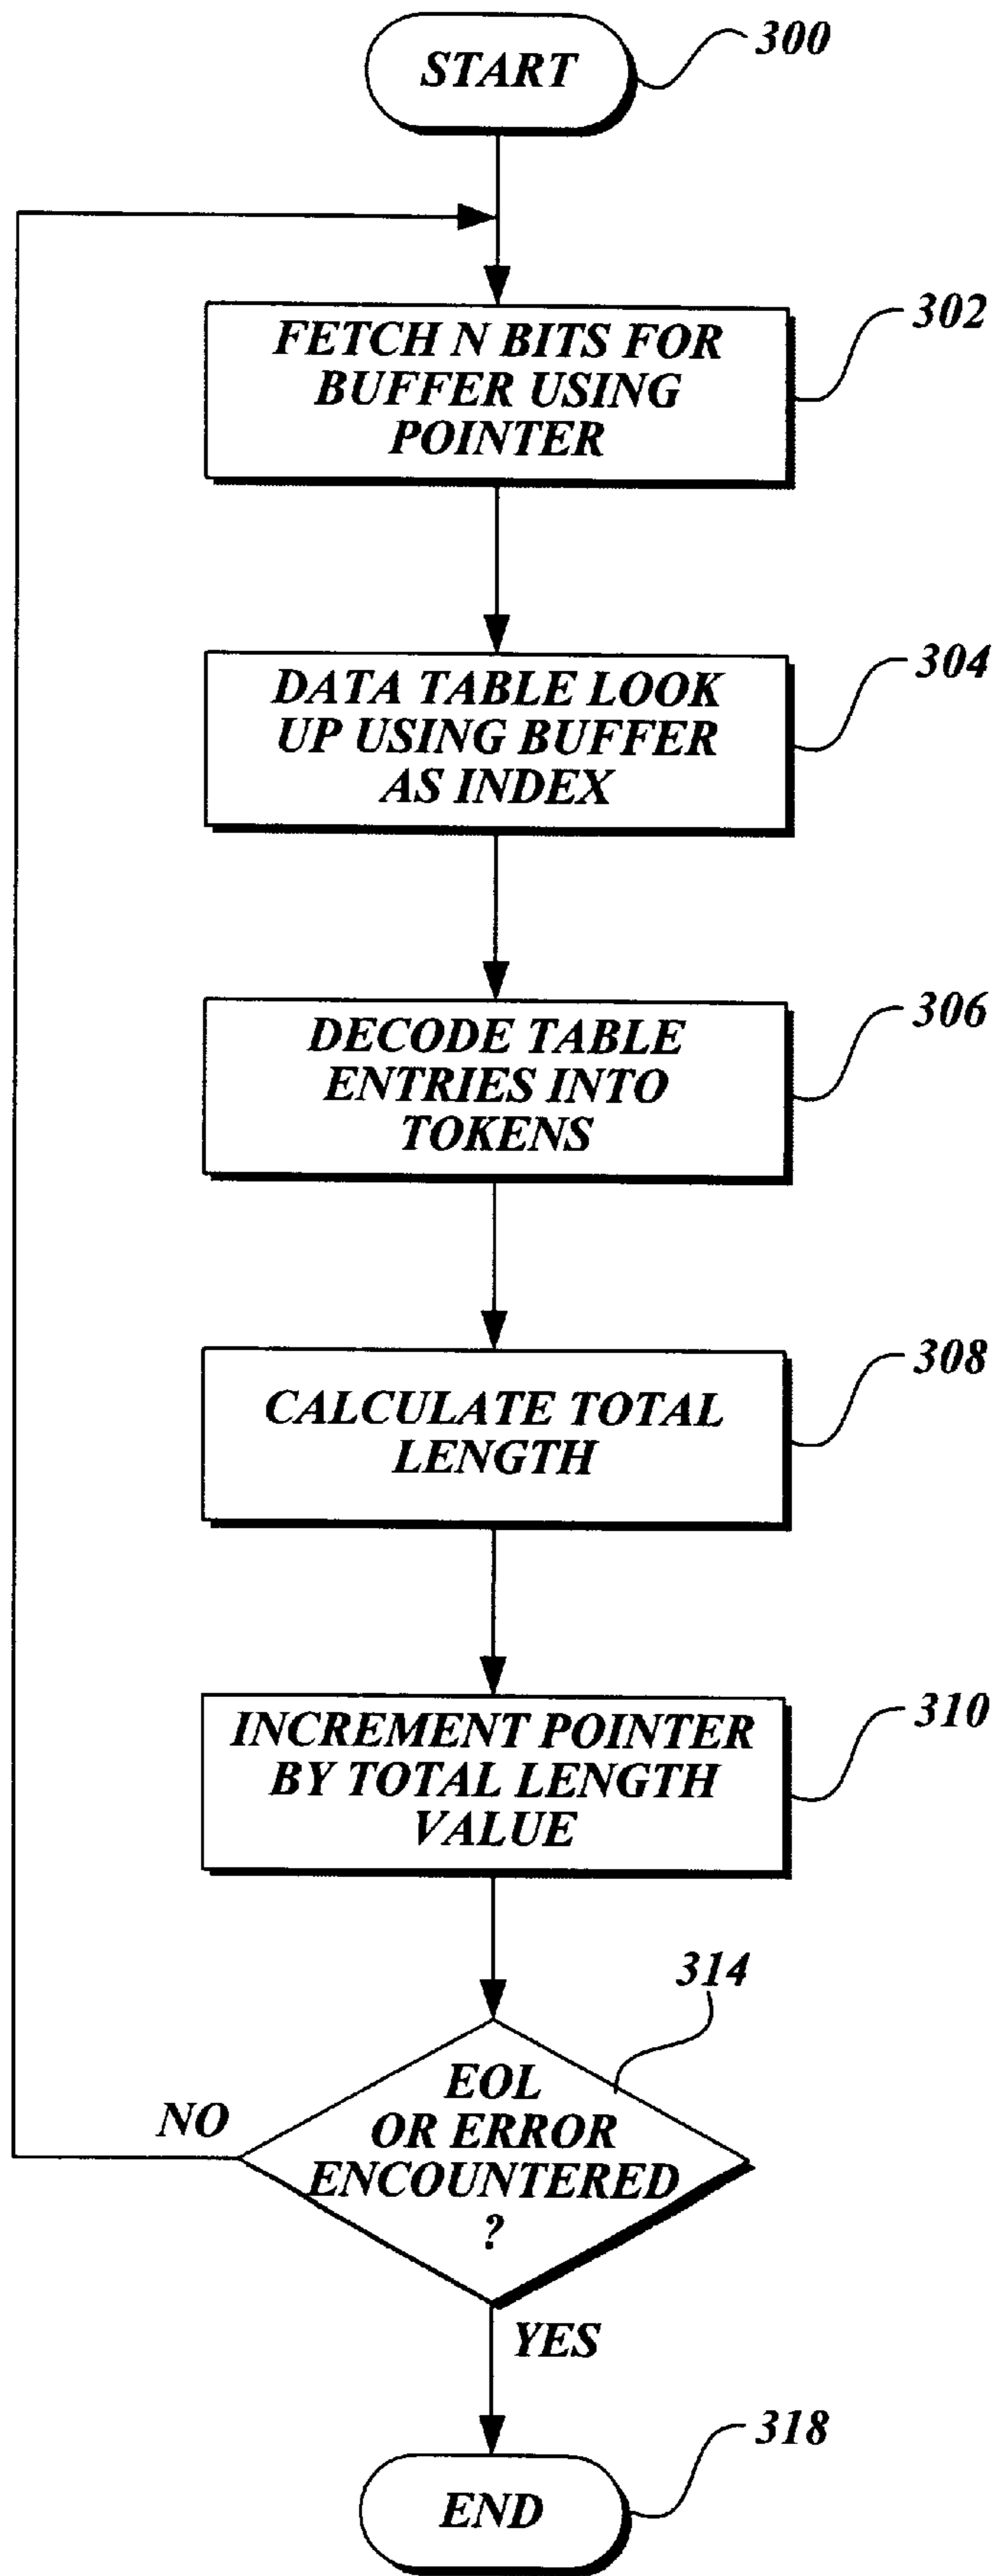 START
300
FETCH N BITS FOR
BUFFER USING
POINTER
302
DATA TABLE LOOK
UP USING BUFFER
AS INDEX
304
DECODE TABLE
ENTRIES INTO
TOKENS
306
CALCULATE TOTAL
LENGTH
308
INCREMENT POINTER
BY TOTAL LENGTH
VALUE
310
314
EOL
OR ERROR
ENCOUNTERED
?
NO
YES
318
END